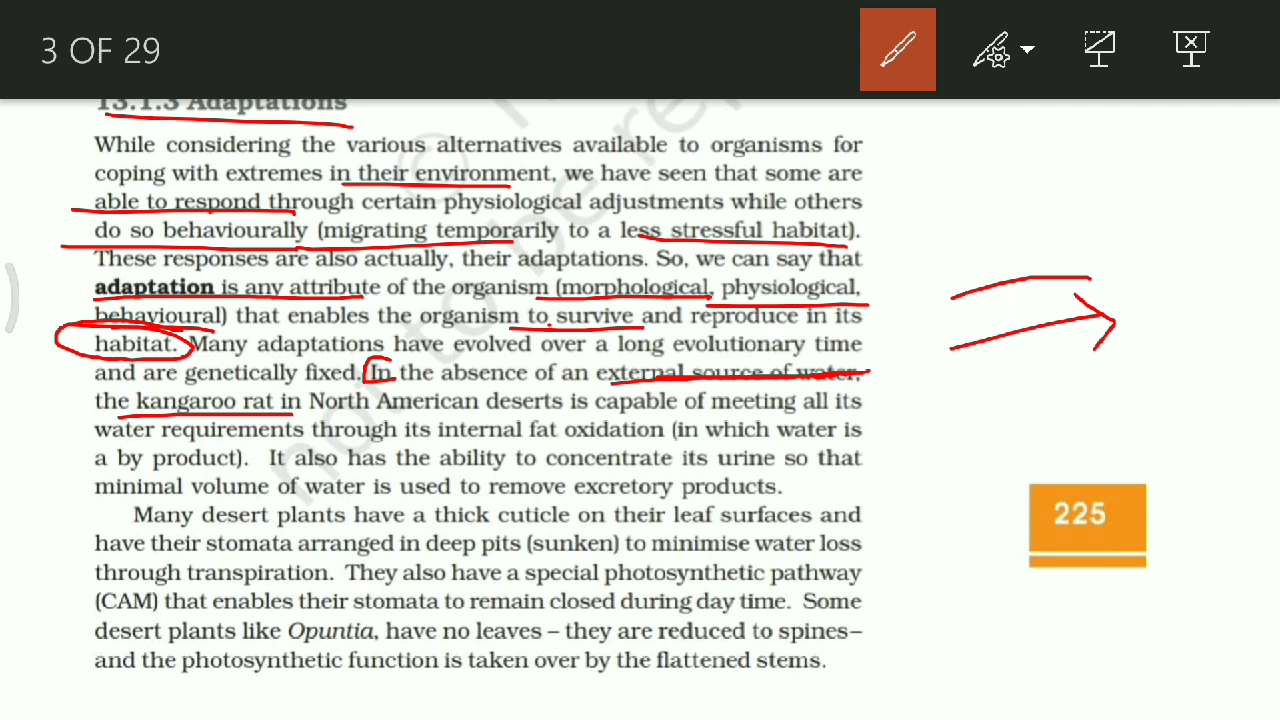 3 OF 29
13.1.3 Adaptations
While considering the various alternatives available to organisms for
coping with extremes in their environment, we have seen that some are
able to respond through certain physiological adjustments while others
do so behaviourally (migrating temporarily to a less stressful habitat).
These responses are also actually, their adaptations. So, we can say that
adaptation is any attribute of the organism (morphological, physiological,
behavioural) that enables the organism to survive and reproduce in its
habitat. Many adaptations have evolved over a long evolutionary time
and are genetically fixed. In the absence of an external source of water,
the kangaroo rat in North American deserts is capable of meeting all its
water requirements through its internal fat oxidation (in which water is
a by product). It also has the ability to concentrate its urine so that
minimal volume of water is used to remove excretory products.
Many desert plants have a thick cuticle on their leaf surfaces and
have their stomata arranged in deep pits (sunken) to minimise water loss
through transpiration. They also have a special photosynthetic pathway
(CAM) that enables their stomata to remain closed during day time. Some
desert plants like Opuntia, have no leaves – they are reduced to spines–
and the photosynthetic function is taken over by the flattened stems.
225
not to be re